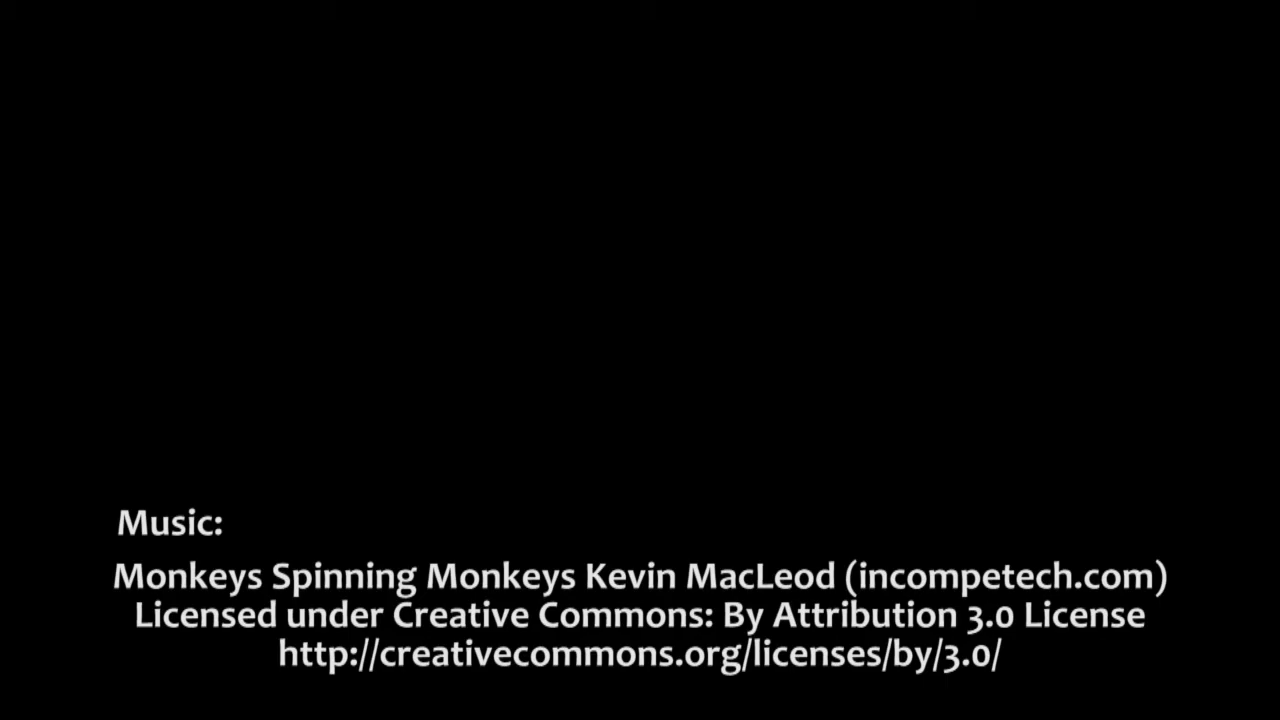 Music:
Monkeys Spinning Monkeys Kevin MacLeod (incompetech.com)
Licensed under Creative Commons: By Attribution 3.0 License
http://creativecommons.org/licenses/by/3.0/